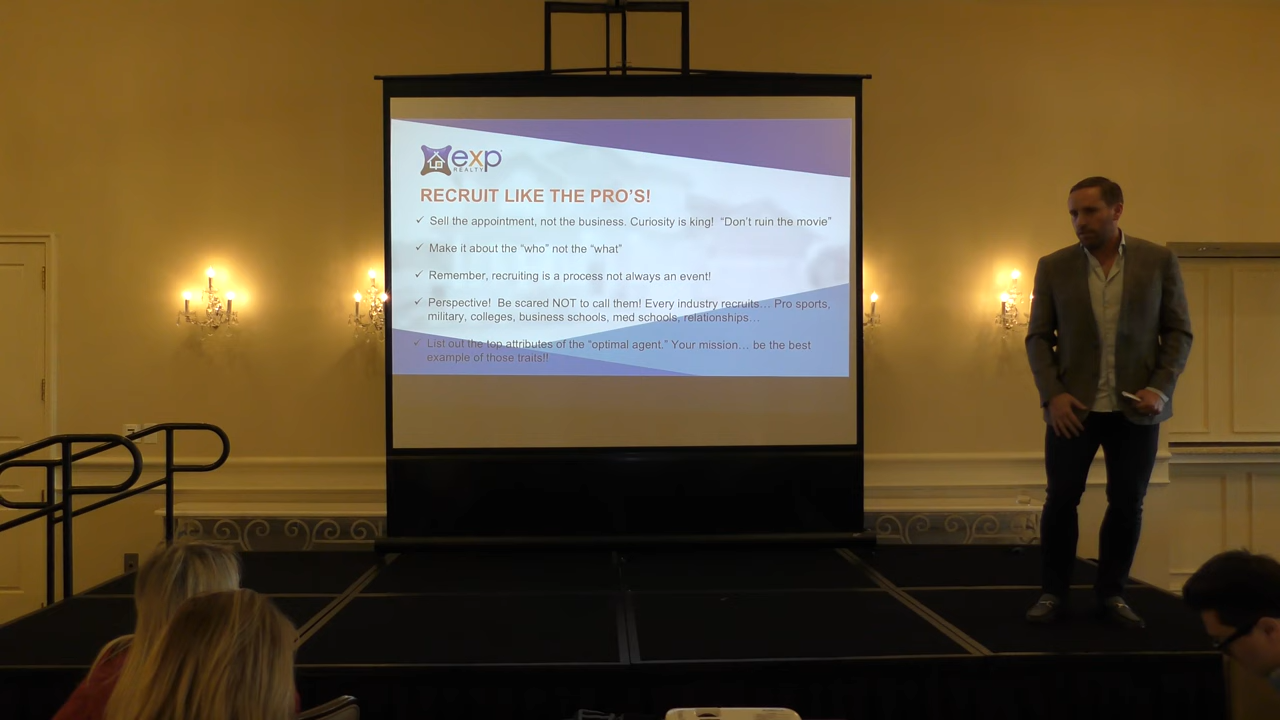 exp
REALTY
RECRUIT LIKE THE PRO'S!
✓ Sell the appointment, not the business. Curiosity is king!  "Don't ruin the movie"
✓ Make it about the "who" not the "what"
✓ Remember, recruiting is a process not always an event!
✓ Perspective!  Be scared NOT to call them! Every industry recruits… Pro sports,
military, colleges, business schools, med schools, relationships…
✓ List out the top attributes of the "optimal agent." Your mission… be the best
example of those traits!!